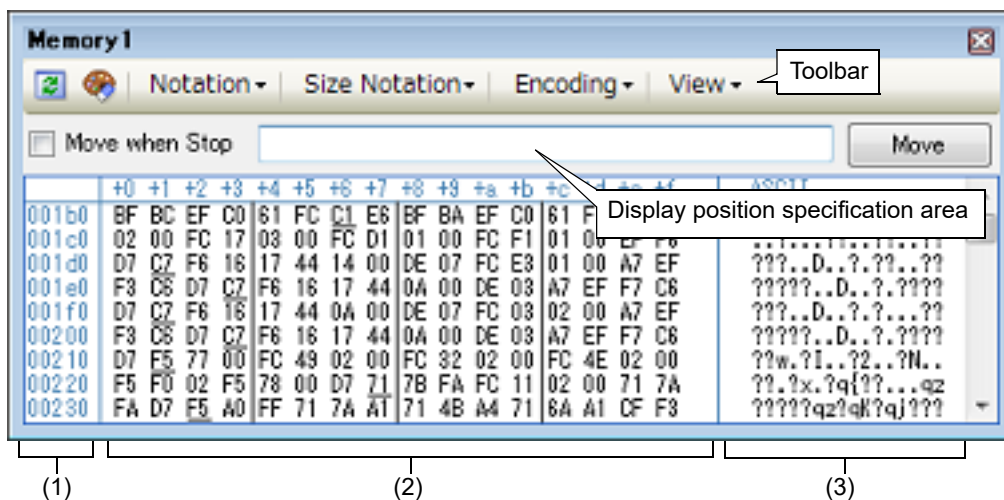 Memory1
Notation Size Notation Encoding View Toolbar
Move when Stop Move
+0 +1 +2 +3 +4 +5 +6 +7 +8 +9 +a +b +c
Display position specification area
001b0 BF BC EF C0 61 FC C1 E6 BF BA EF C0 61
001c0 02 00 FC 17 03 00 FC D1 01 00 FC F1 01 00 EF F6 ..?...??..??..??
001d0 D7 C7 F6 16 17 44 14 00 DE 07 FC E3 01 00 A7 EF ???..D..?.??..??
001e0 F3 C6 D7 C7 F6 16 17 44 0A 00 DE 03 A7 EF F7 C6 ?????..D..?.????
001f0 D7 C7 F6 16 17 44 0A 00 DE 07 FC 03 02 00 A7 EF ???..D..?.?...??
00200 F3 C6 D7 C7 F6 16 17 44 0A 00 DE 03 A7 EF F7 C6 ?????..D..?.????
00210 D7 F5 77 00 FC 49 02 00 FC 32 02 00 FC 4E 02 00 ??w.?I..?2..?N..
00220 F5 F0 02 F5 78 00 D7 71 7B FA FC 11 02 00 71 7A ??.?x.?q{??...qz
00230 FA D7 F5 A0 FF 71 7A A1 71 4B A4 71 6A A1 CF F3 ?????qz?qK?qj???
(1) (2) (3)